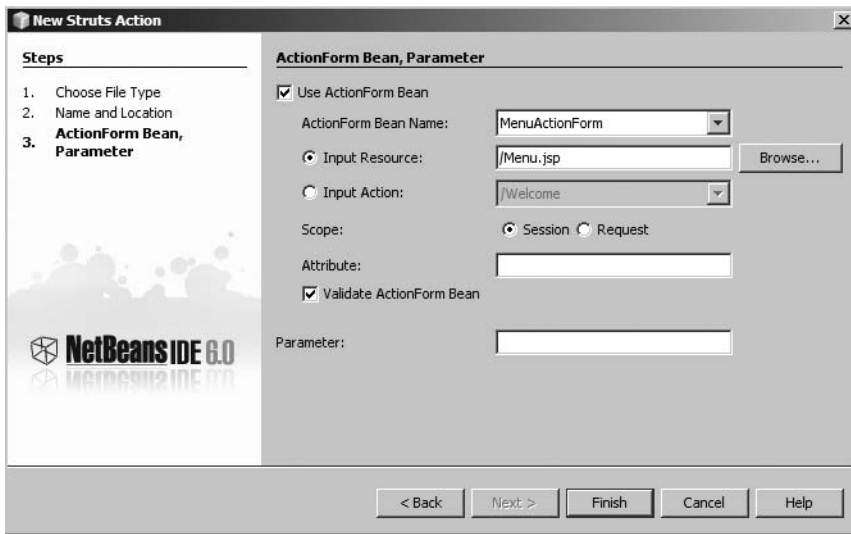 New Struts Action
Steps
1. Choose File Type
2. Name and Location
3. ActionForm Bean,
Parameter
NetBeans IDE 6.0
ActionForm Bean, Parameter
Use ActionForm Bean
ActionForm Bean Name: MenuActionForm
Input Resource: /Menu.jsp Browse...
Input Action: /Welcome
Scope: Session Request
Attribute:
Validate ActionForm Bean
Parameter:
< Back Next > Finish Cancel Help